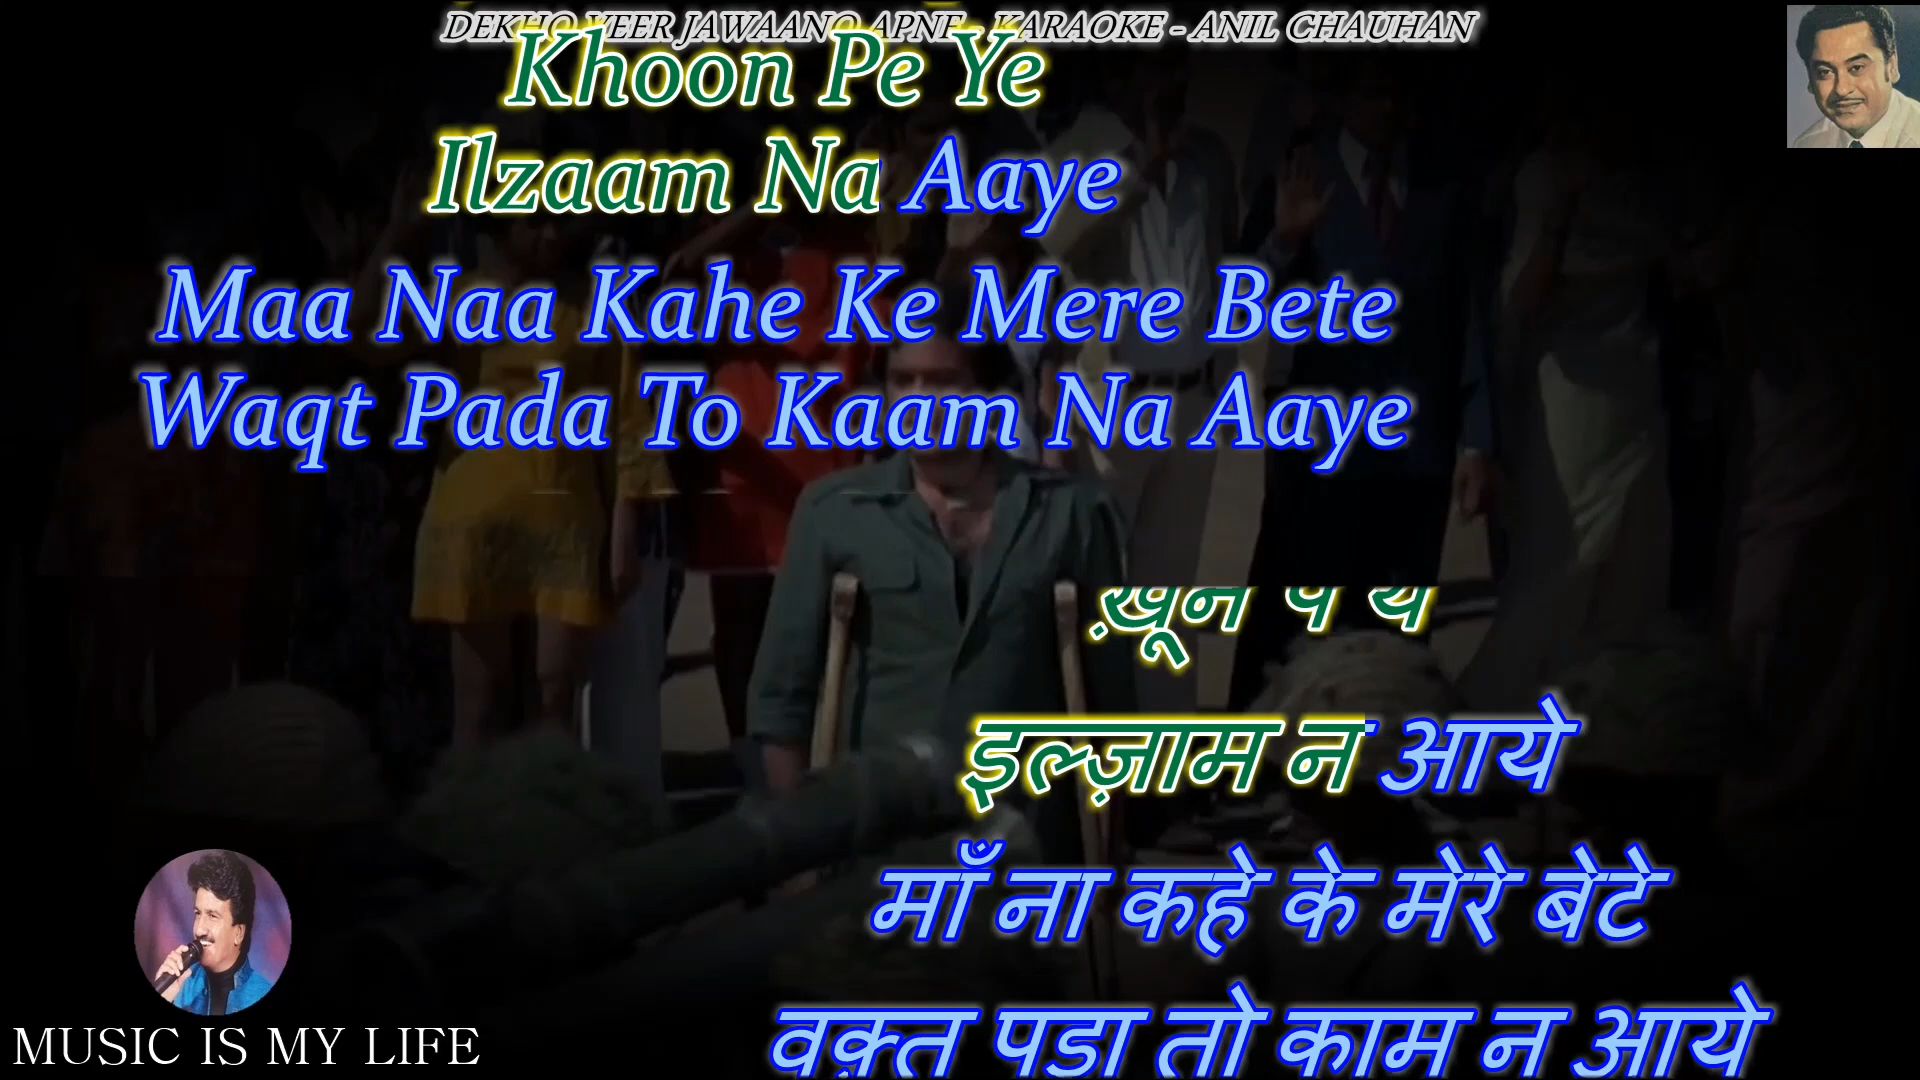 DEKHO VEER JAWAANO APNE - KARAOKE - ANIL CHAUHAN
Khoon Pe Ye
Ilzaam Na Aaye
Maa Naa Kahe Ke Mere Bete
Waqt Pada To Kaam Na Aaye
ख़ून पे ये
इल्ज़ाम न आये
माँ ना कहे के मेरे बेटे
वक़्त पडा तो काम न आये
MUSIC IS MY LIFE